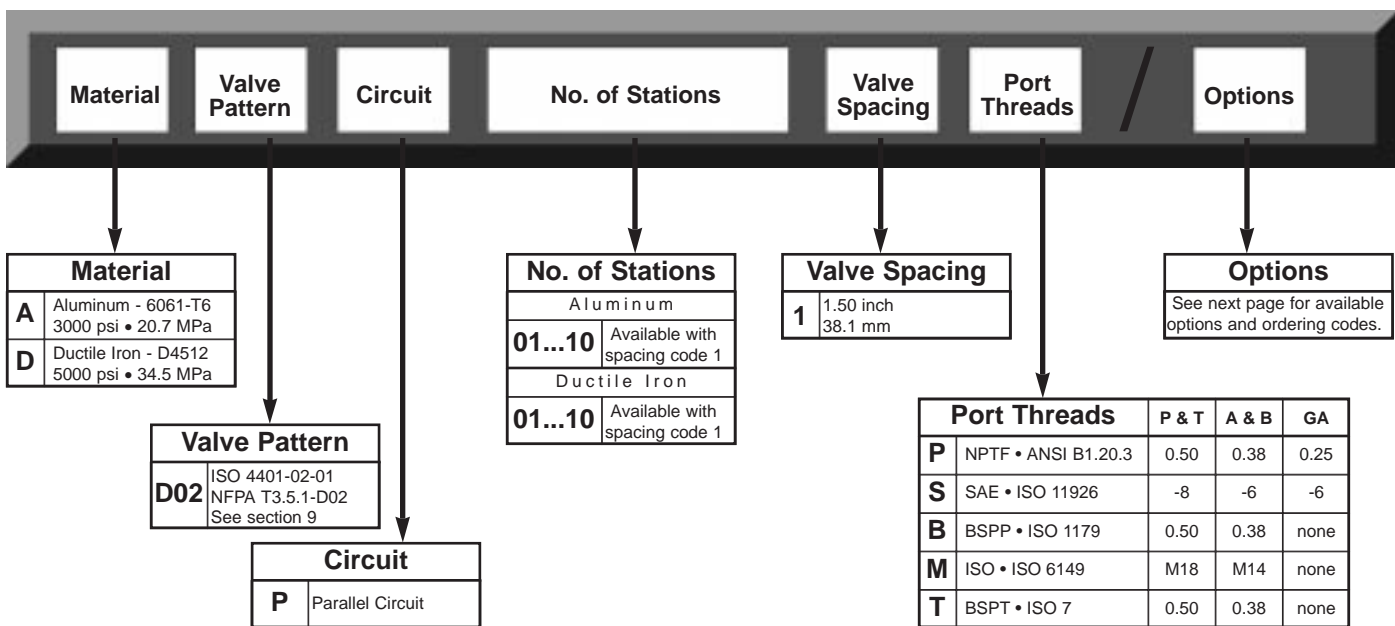 Material
Valve
Pattern
Circuit
No. of Stations
Valve
Spacing
Port
Threads
/
Options
Material
A
Aluminum - 6061-T6
3000 psi • 20.7 MPa
D
Ductile Iron - D4512
5000 psi • 34.5 MPa
Valve Pattern
D02
ISO 4401-02-01
NFPA T3.5.1-D02
See section 9
Circuit
P Parallel Circuit
No. of Stations
Aluminum
01...10
Available with
spacing code 1
Ductile Iron
01...10
Available with
spacing code 1
Valve Spacing
1
1.50 inch
38.1 mm
Options
See next page for available
options and ordering codes.
Port Threads P & T A & B GA
P NPTF • ANSI B1.20.3 0.50 0.38 0.25
S SAE • ISO 11926 -8 -6 -6
B BSPP • ISO 1179 0.50 0.38 none
M ISO • ISO 6149 M18 M14 none
T BSPT • ISO 7 0.50 0.38 none